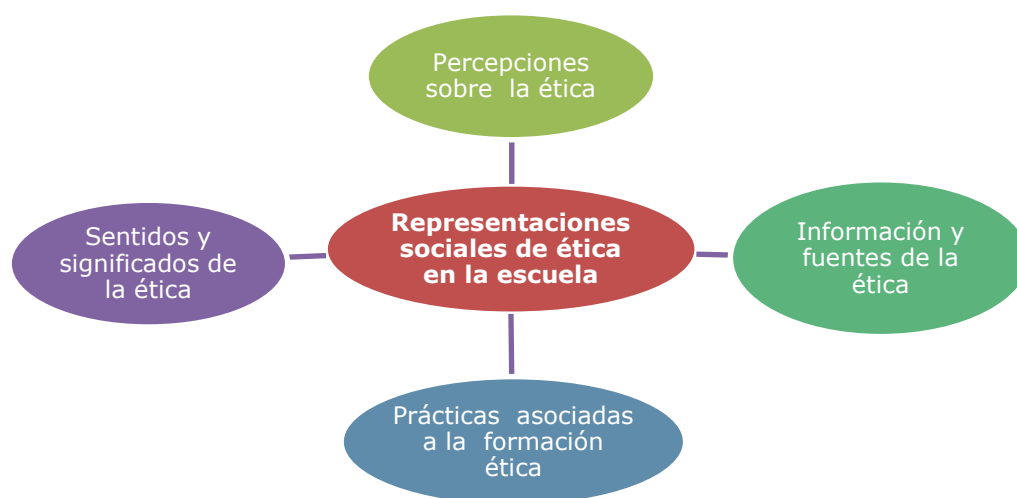 Percepciones
sobre la ética
Representaciones
sociales de ética
en la escuela
Sentidos y
significados de
la ética
Información y
fuentes de la
ética
Prácticas asociadas
a la formación
ética